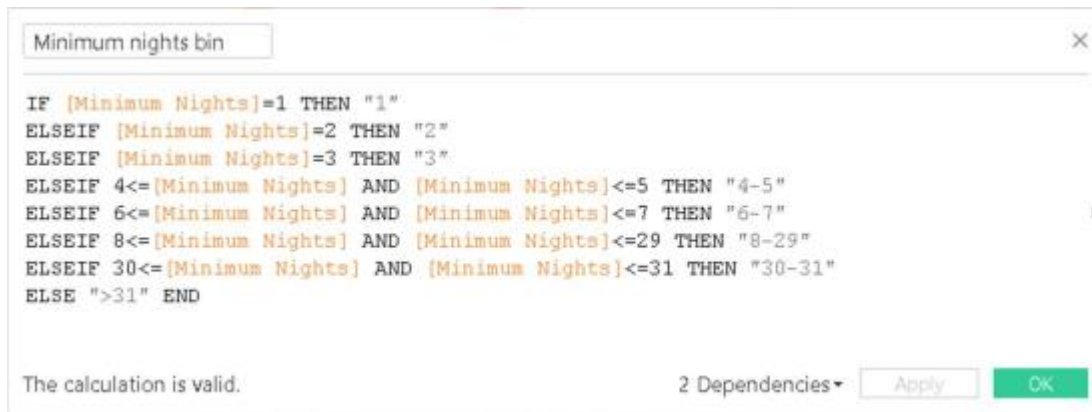 Minimum nights bin
IF [Minimum Nights]=1 THEN "1"
ELSEIF [Minimum Nights]=2 THEN "2"
ELSEIF [Minimum Nights]=3 THEN "3"
ELSEIF 4<=[Minimum Nights] AND [Minimum Nights]<=5 THEN "4-5"
ELSEIF 6<=[Minimum Nights] AND [Minimum Nights]<=7 THEN "6-7"
ELSEIF 8<=[Minimum Nights] AND [Minimum Nights]<=29 THEN "8-29"
ELSEIF 30<=[Minimum Nights] AND [Minimum Nights]<=31 THEN "30-31"
ELSE ">31" END
The calculation is valid. 2 Dependencies Apply OK